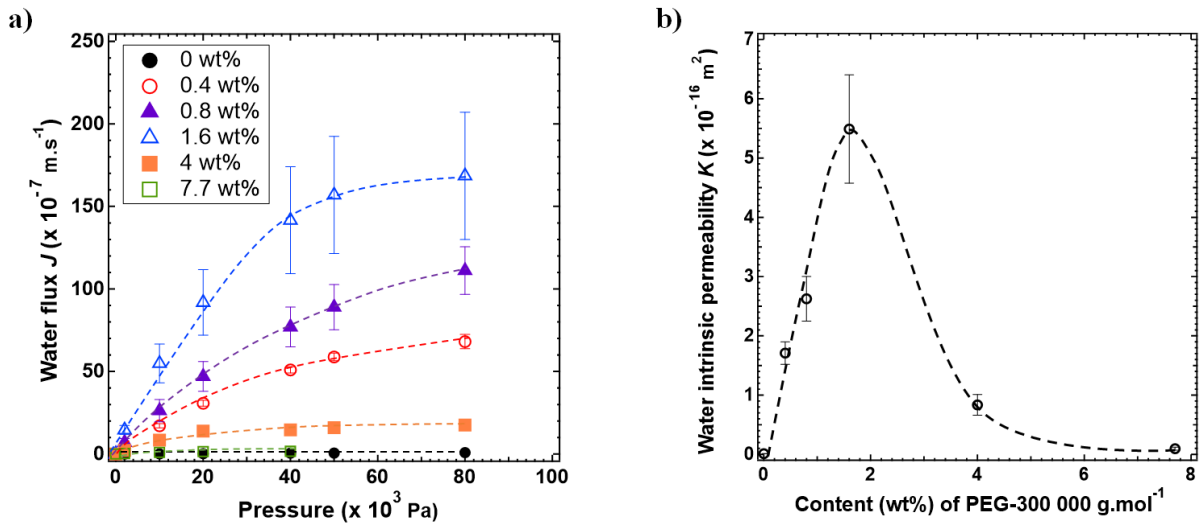 a)
Water flux J (x 10⁻⁷ m.s⁻¹)
250
200
150
100
50
0
0 wt%
0.4 wt%
0.8 wt%
1.6 wt%
4 wt%
7.7 wt%
0 20 40 60 80 100
Pressure (x 10³ Pa)
b)
Water intrinsic permeability K (x 10⁻¹⁶ m²)
7
6
5
4
3
2
1
0
0 2 4 6 8
Content (wt%) of PEG-300 000 g.mol⁻¹